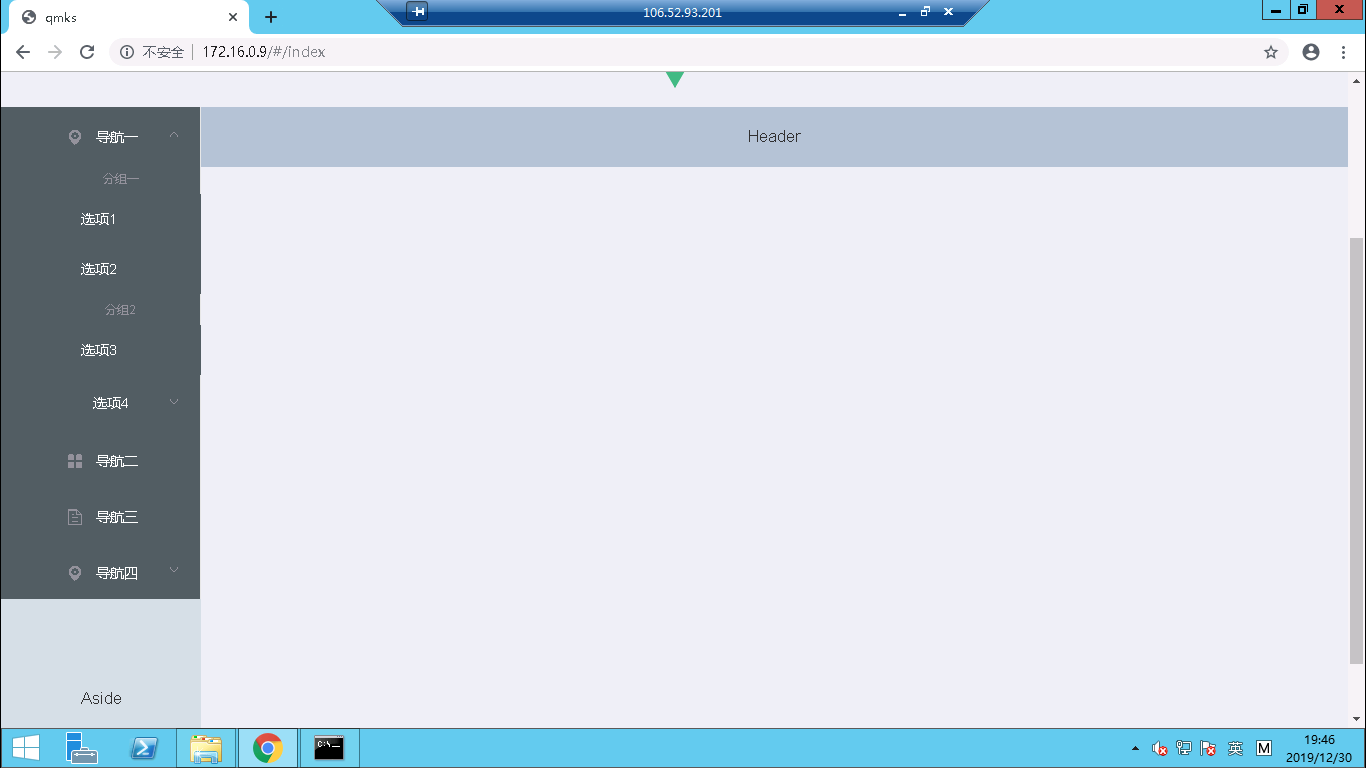 qmks
106.52.93.201
不安全
172.16.0.9/#/index
导航一
Header
分组一
选项1
选项2
分组2
选项3
选项4
导航二
导航三
导航四
Aside
C:\
英
M
19:46
2019/12/30